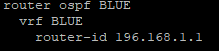 router ospf BLUE
vrf BLUE
router-id 196.168.1.1